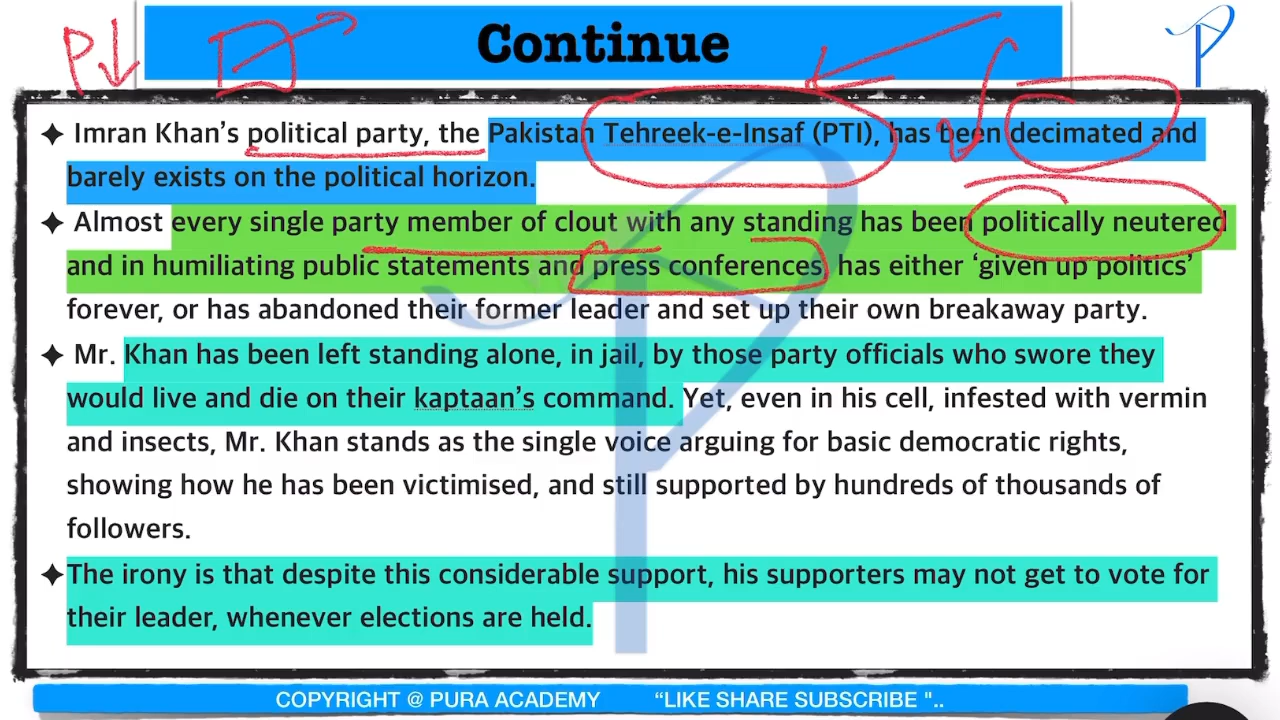 Continue
P
✦ Imran Khan's political party, the Pakistan Tehreek-e-Insaf (PTI), has been decimated and
barely exists on the political horizon.
✦ Almost every single party member of clout with any standing has been politically neutered
and in humiliating public statements and press conferences, has either ‘given up politics’
forever, or has abandoned their former leader and set up their own breakaway party.
✦ Mr. Khan has been left standing alone, in jail, by those party officials who swore they
would live and die on their kaptaan's command. Yet, even in his cell, infested with vermin
and insects, Mr. Khan stands as the single voice arguing for basic democratic rights,
showing how he has been victimised, and still supported by hundreds of thousands of
followers.
✦ The irony is that despite this considerable support, his supporters may not get to vote for
their leader, whenever elections are held.
COPYRIGHT @ PURA ACADEMY “LIKE SHARE SUBSCRIBE "..